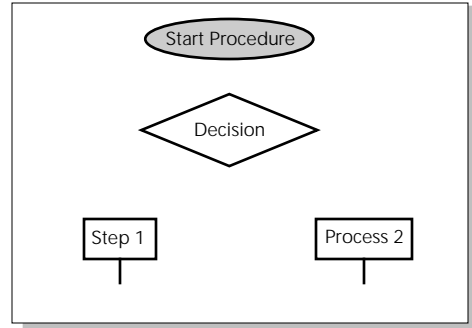 Start Procedure
Decision
Step 1
Process 2